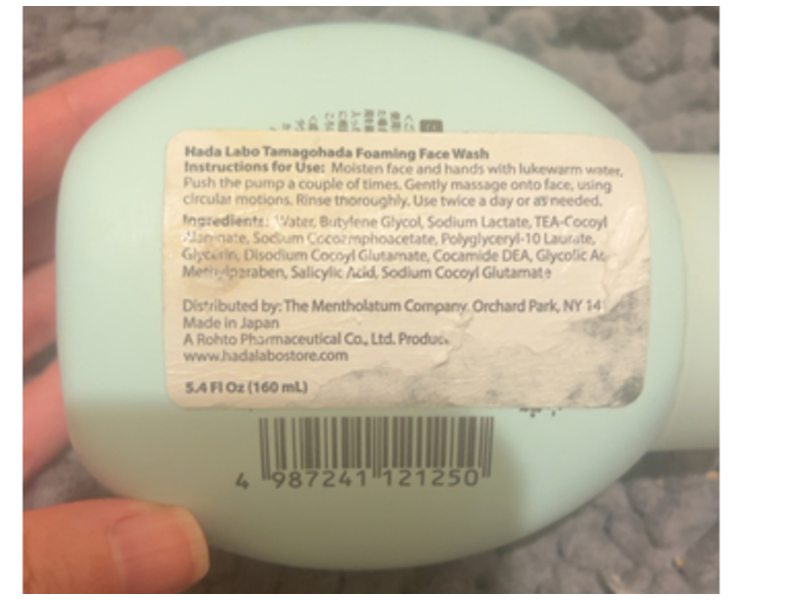 Hada Labo Tamagohada Foaming Face Wash
Instructions for Use: Moisten face and hands with lukewarm water,
Push the pump a couple of times. Gently massage onto face, using
circular motions. Rinse thoroughly. Use twice a day or as needed.
Ingredients: Water, Butylene Glycol, Sodium Lactate, TEA-Cocoyl
Sodium Cocoamphoacetate, Polyglyceryl-10 Laurate,
Glycerin, Disodium Cocoyl Glutamate, Cocamide DEA, Glycolic
Methylparaben, Salicylic Acid, Sodium Cocoyl Glutamate
Distributed by: The Mentholatum Company. Orchard Park, NY 14
Made in Japan
A Rohto Pharmaceutical Co., Ltd. Product
www.hadalabostore.com
5.4 Fl Oz (160 mL)
4 987241 121250